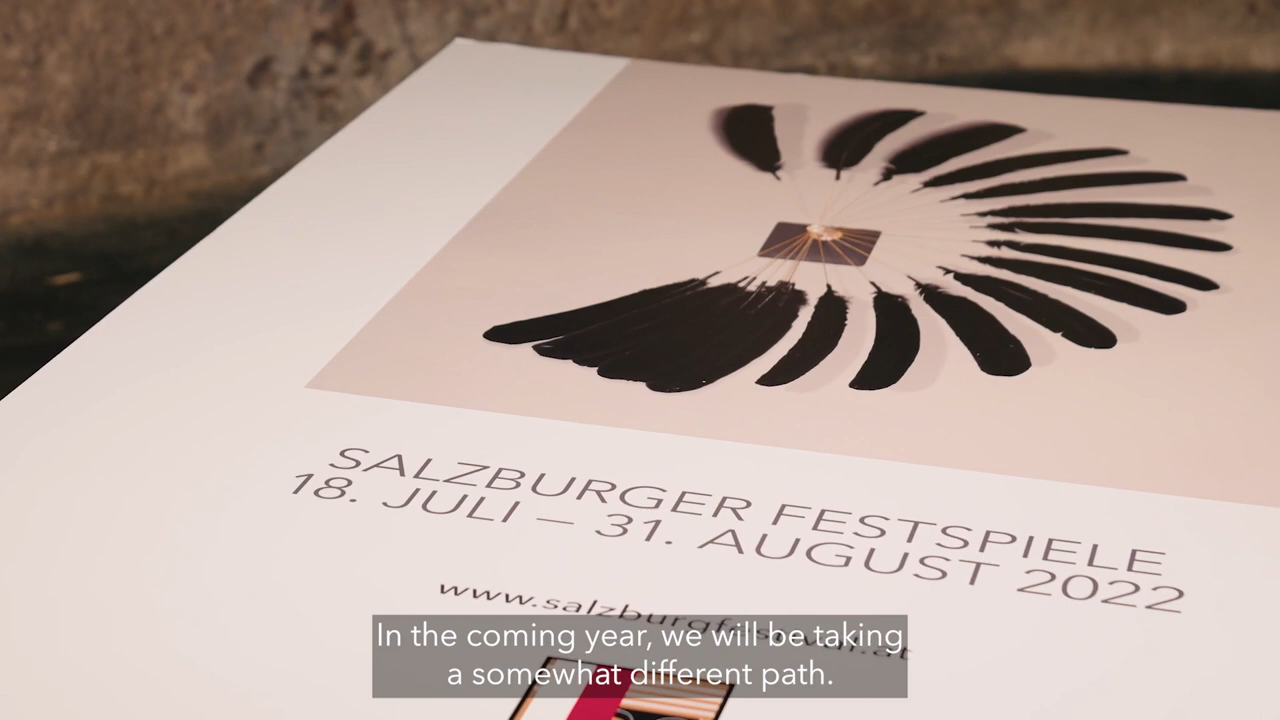 SALZBURGER FESTSPIELE
18. JULI – 31. AUGUST 2022
In the coming year, we will be taking
a somewhat different path.